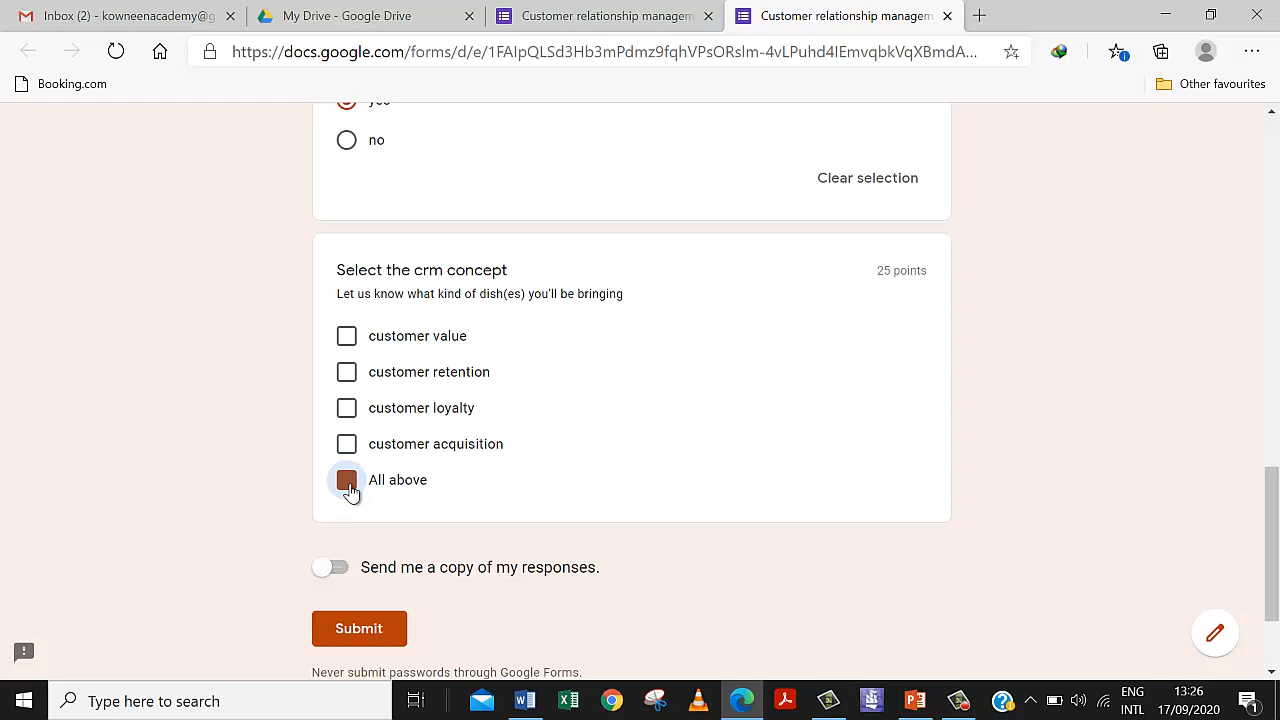 Inbox (2) - kowneenacademy@g
My Drive - Google Drive
Customer relationship managem
Customer relationship managem
https://docs.google.com/forms/d/e/1FAIpQLSd3Hb3mPdmz9fqhVPsORslm-4vLPuhd4IEmvqbkVqXBmdA...
Booking.com
Other favourites
yes
no
Clear selection
Select the crm concept
25 points
Let us know what kind of dish(es) you'll be bringing
customer value
customer retention
customer loyalty
customer acquisition
All above
Send me a copy of my responses.
Submit
Never submit passwords through Google Forms.
Type here to search
ENG
INTL
13:26
17/09/2020
1